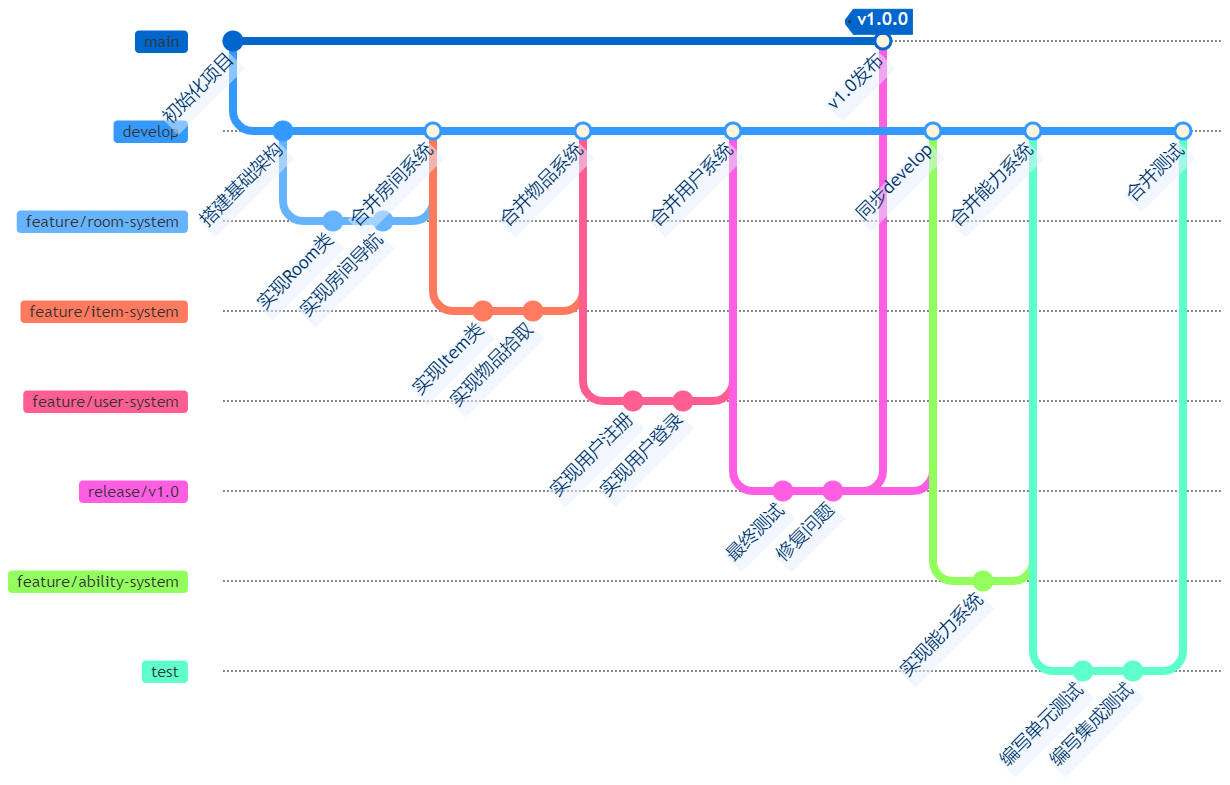 v1.0.0
main
初始化项目
v1.0发布
develop
搭建基础架构
合并房间系统
合并物品系统
合并用户系统
同步develop
合并能力系统
合并测试
feature/room-system
实现Room类
实现房间导航
feature/item-system
实现Item类
实现物品拾取
feature/user-system
实现用户注册
实现用户登录
release/v1.0
最终测试
修复问题
feature/ability-system
实现能力系统
test
编写单元测试
编写集成测试